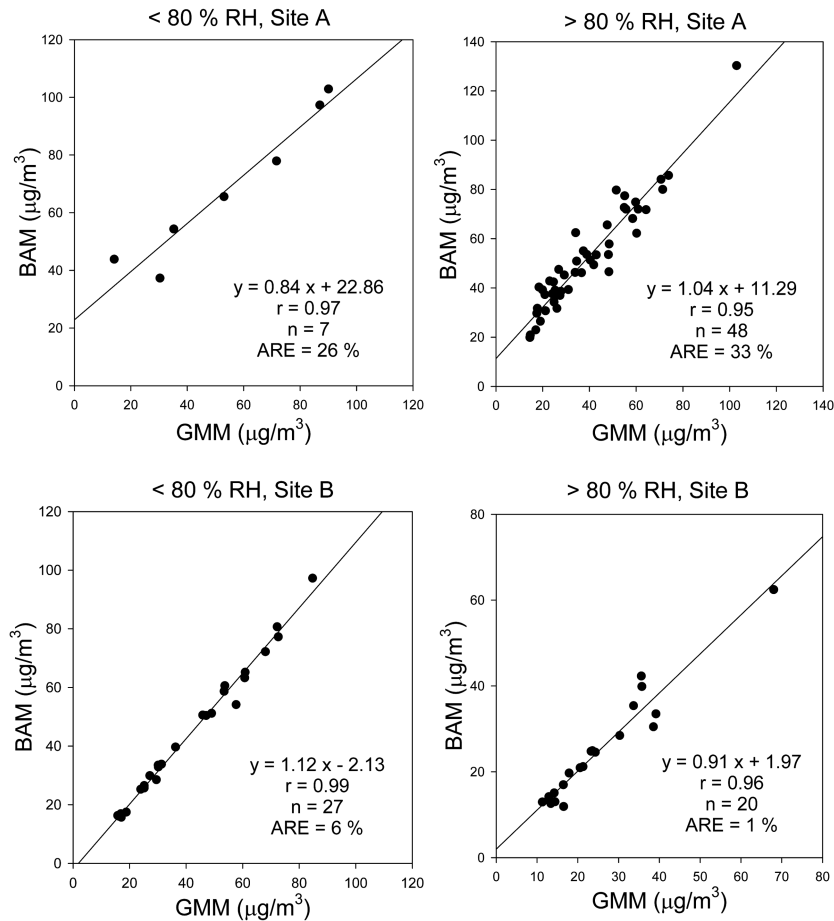 < 80 % RH, Site A
120
100
80
60
40
20
0
BAM (μg/m³)
y = 0.84 x + 22.86
r = 0.97
n = 7
ARE = 26 %
0 20 40 60 80 100 120
GMM (μg/m³)
> 80 % RH, Site A
140
120
100
80
60
40
20
0
BAM (μg/m³)
y = 1.04 x + 11.29
r = 0.95
n = 48
ARE = 33 %
0 20 40 60 80 100 120 140
GMM (μg/m³)
< 80 % RH, Site B
120
100
80
60
40
20
0
BAM (μg/m³)
y = 1.12 x - 2.13
r = 0.99
n = 27
ARE = 6 %
0 20 40 60 80 100 120
GMM (μg/m³)
> 80 % RH, Site B
80
60
40
20
0
BAM (μg/m³)
y = 0.91 x + 1.97
r = 0.96
n = 20
ARE = 1 %
0 10 20 30 40 50 60 70 80
GMM (μg/m³)